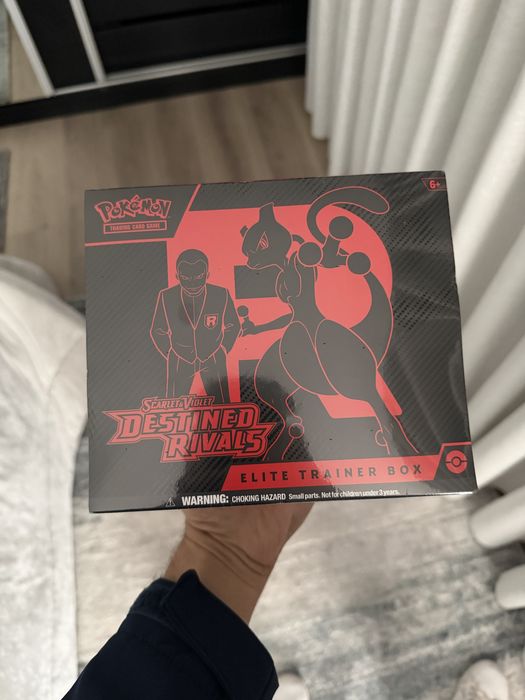 POKéMON
TRADING CARD GAME
6+
R
SCARLET & VIOLET
DESTINED
RIVALS
ELITE TRAINER BOX
WARNING: CHOKING HAZARD Small parts. Not for children under 3 years.